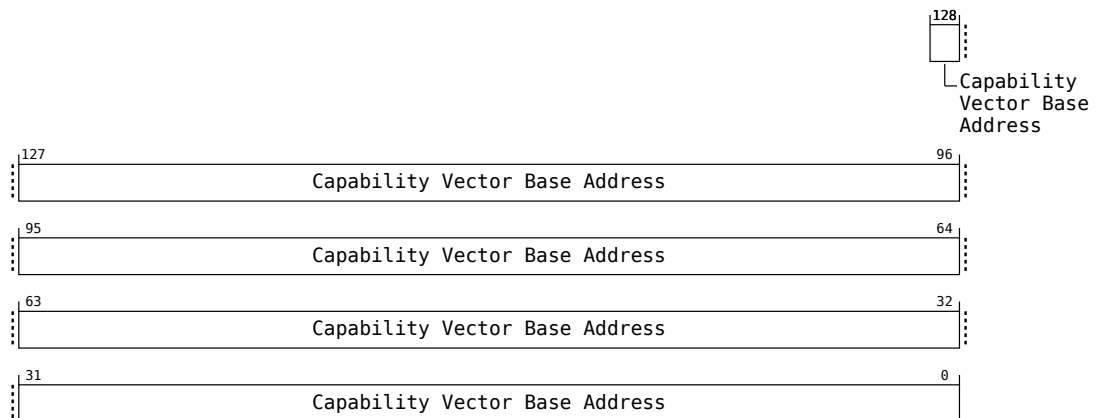 128
Capability
Vector Base
Address
127 96
Capability Vector Base Address
95 64
Capability Vector Base Address
63 32
Capability Vector Base Address
31 0
Capability Vector Base Address